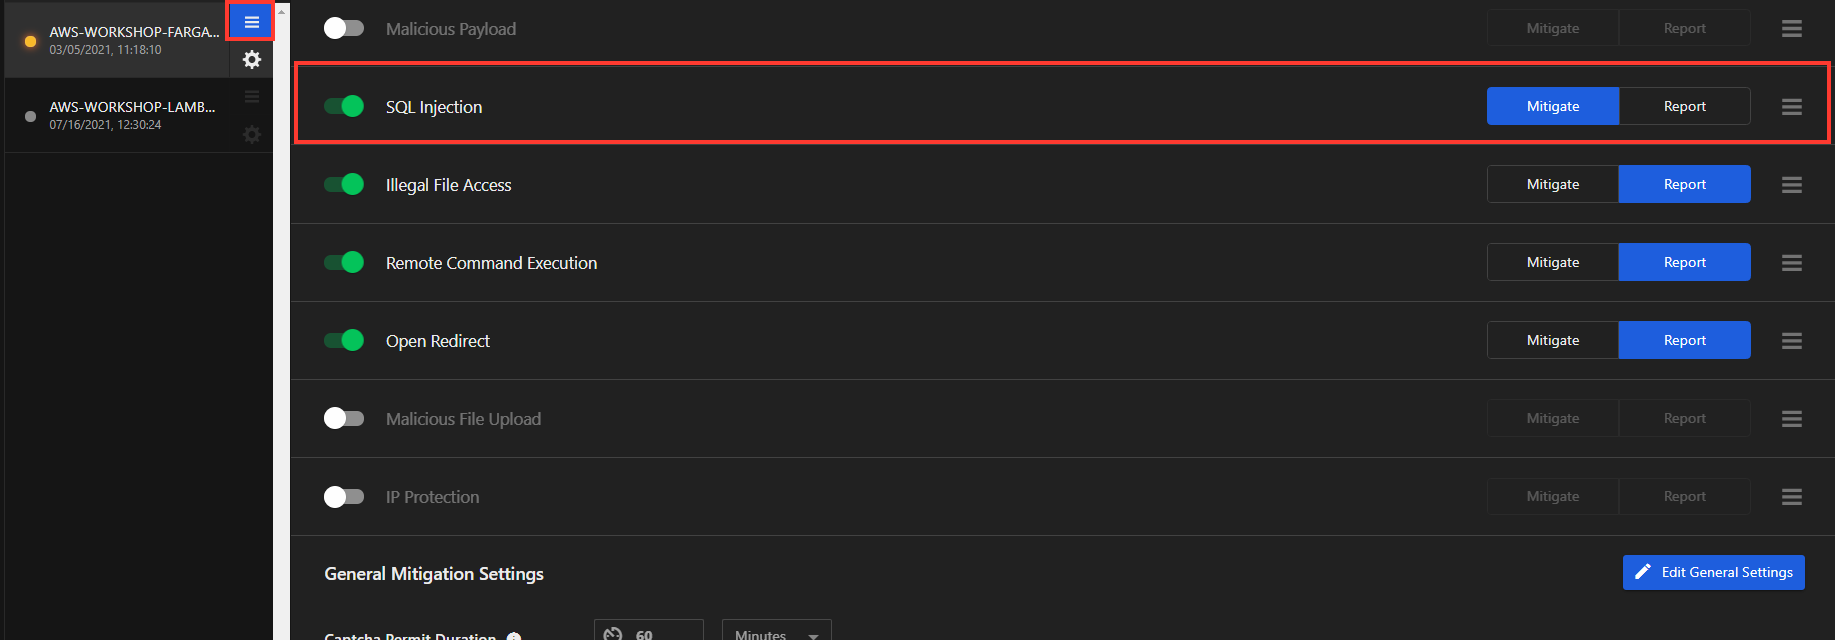 AWS-WORKSHOP-FARGA...
03/05/2021, 11:18:10
AWS-WORKSHOP-LAMB...
07/16/2021, 12:30:24
Malicious Payload Mitigate Report
SQL Injection Mitigate Report
Illegal File Access Mitigate Report
Remote Command Execution Mitigate Report
Open Redirect Mitigate Report
Malicious File Upload Mitigate Report
IP Protection Mitigate Report
General Mitigation Settings Edit General Settings
Captcha Permit Duration 60 Minutes